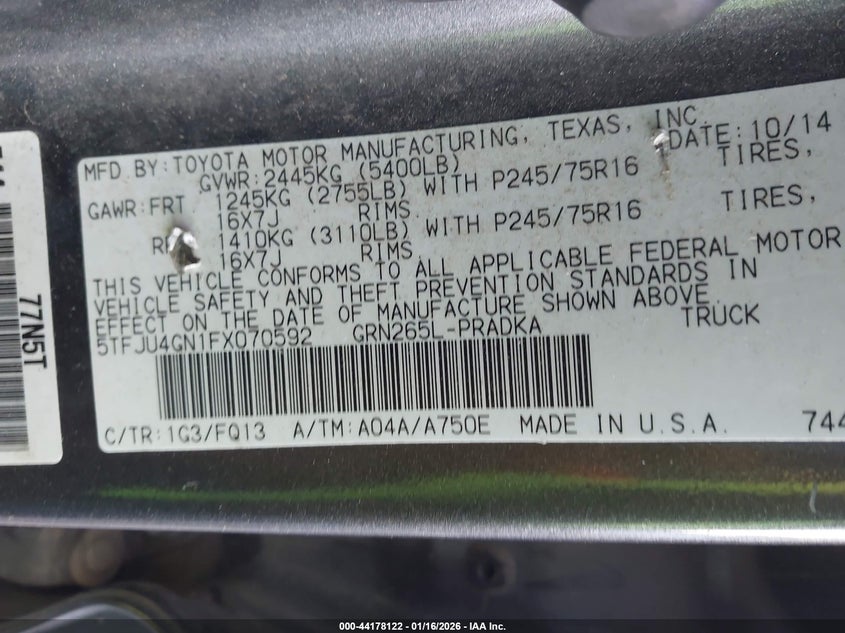 MFD BY: TOYOTA MOTOR MANUFACTURING, TEXAS, INC. DATE: 10/14
GVWR: 2445KG (5400LB)
GAWR: FRT 1245KG (2755LB) WITH P245/75R16 TIRES,
16X7J RIMS
1410KG (3110LB) WITH P245/75R16 TIRES,
16X7J RIMS
THIS VEHICLE CONFORMS TO ALL APPLICABLE FEDERAL MOTOR
VEHICLE SAFETY AND THEFT PREVENTION STANDARDS IN
EFFECT ON THE DATE OF MANUFACTURE SHOWN ABOVE.
5TFJU4GN1FX070592 GRN265L-PRADKA TRUCK
C/TR: 1G3/FQ13 A/TM: A04A/A750E MADE IN U.S.A. 744
77N5T
000-44178122 - 01/16/2026 - IAA Inc.